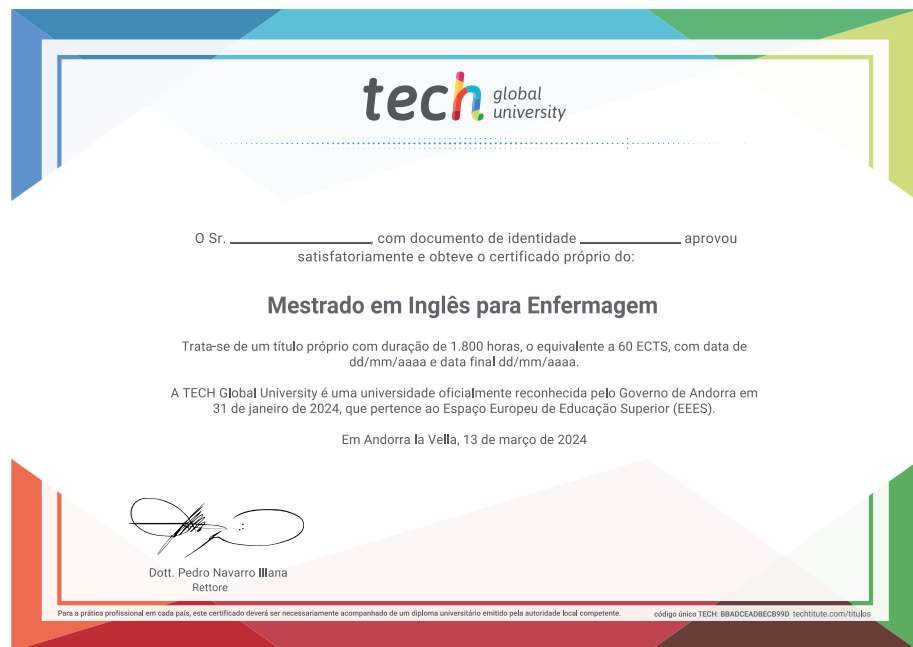 tech global university
O Sr. , com documento de identidade aprovou
satisfatoriamente e obteve o certificado próprio do:
Mestrado em Inglês para Enfermagem
Trata-se de um título próprio com duração de 1.800 horas, o equivalente a 60 ECTS, com data de
dd/mm/aaaa e data final dd/mm/aaaa.
A TECH Global University é uma universidade oficialmente reconhecida pelo Governo de Andorra em
31 de janeiro de 2024, que pertence ao Espaço Europeu de Educação Superior (EEES).
Em Andorra la Vella, 13 de março de 2024
Dott. Pedro Navarro Illana
Rettore
Para a prática profissional em cada país, este certificado deverá ser necessariamente acompanhado de um diploma universitário emitido pela autoridade local competente.
código único TECH: BBADCEADBECB99D techtitute.com/titulos